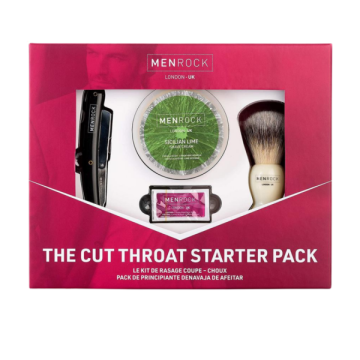 MENROCK
LONDON - UK
MENROCK
SICILIAN LIME
MENROCK
MENROCK
THE CUT THROAT STARTER PACK
LE KIT DE RASAGE COUPE - CHOUX
PACK DE PRINCIPIANTE DENAVAJA DE AFEITAR